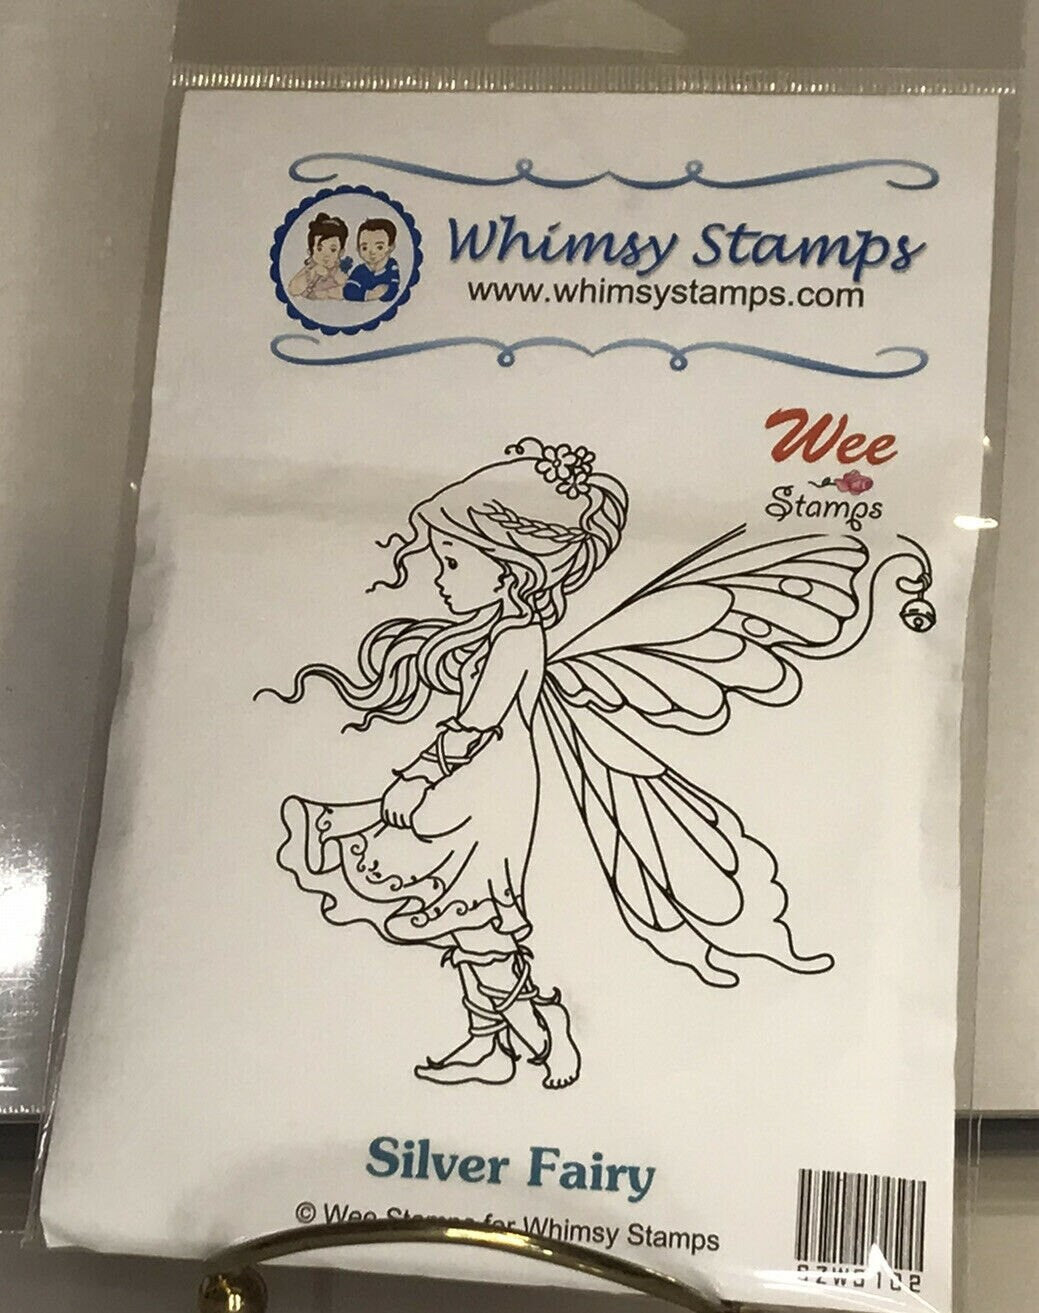 Whimsy Stamps
www.whimsystamps.com
Wee
Stamps
Silver Fairy
© Wee Stamps for Whimsy Stamps